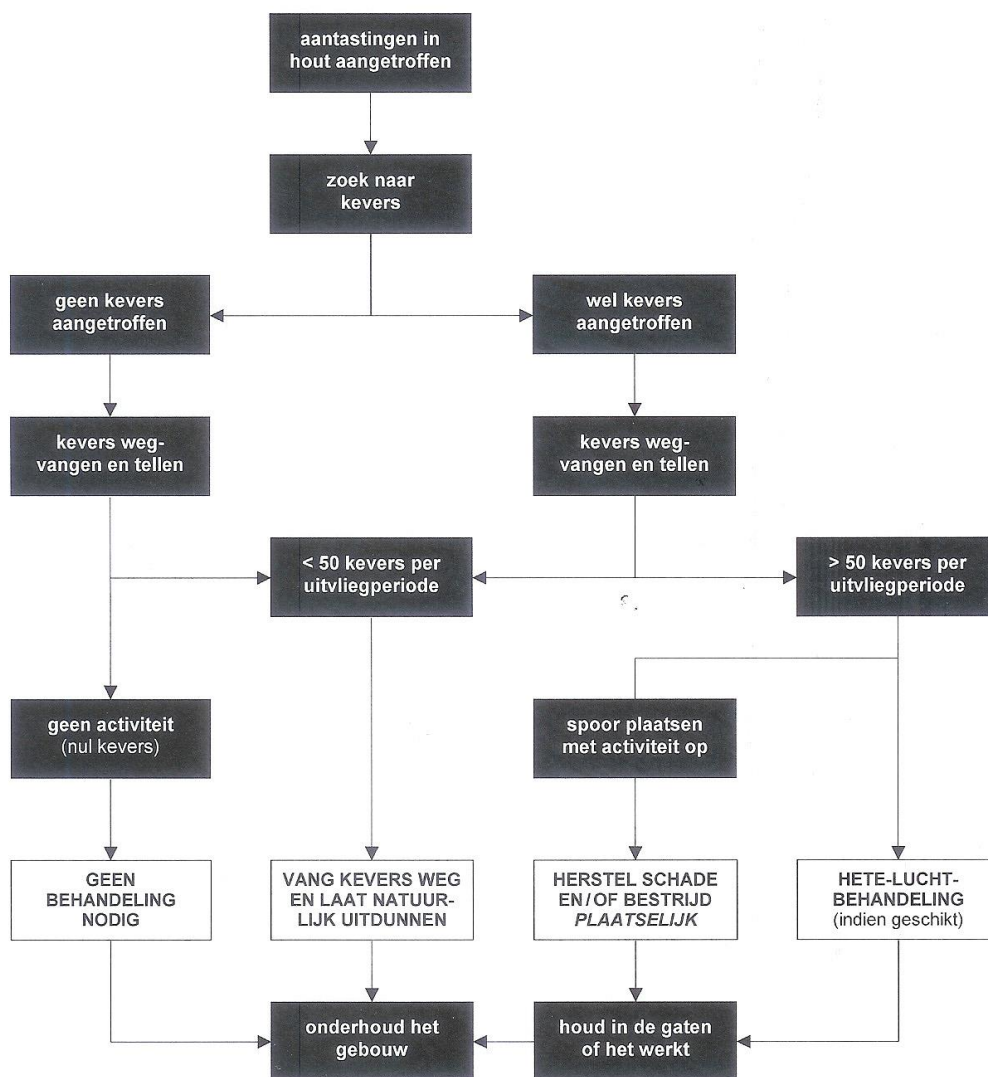 aantastingen in
hout aangetroffen
zoek naar
kevers
geen kevers
aangetroffen
wel kevers
aangetroffen
kevers weg-
vangen en tellen
kevers weg-
vangen en tellen
< 50 kevers per
uitvliegperiode
> 50 kevers per
uitvliegperiode
geen activiteit
(nul kevers)
spoor plaatsen
met activiteit op
GEEN
BEHANDELING
NODIG
VANG KEVERS WEG
EN LAAT NATUUR-
LIJK UITDUNNEN
HERSTEL SCHADE
EN/OF BESTRIJD
PLAATSELIJK
HETE-LUCHT-
BEHANDELING
(indien geschikt)
onderhoud het
gebouw
houd in de gaten
of het werkt